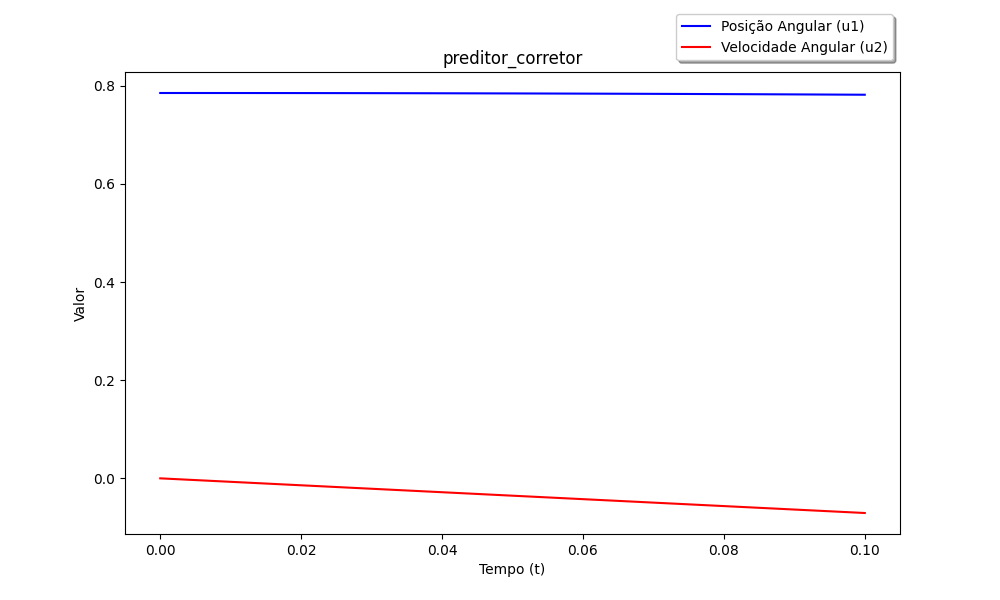 Posição Angular (u1)
Velocidade Angular (u2)
preditor_corretor
0.8
0.6
0.4
0.2
0.0
Valor
0.00
0.02
0.04
0.06
0.08
0.10
Tempo (t)